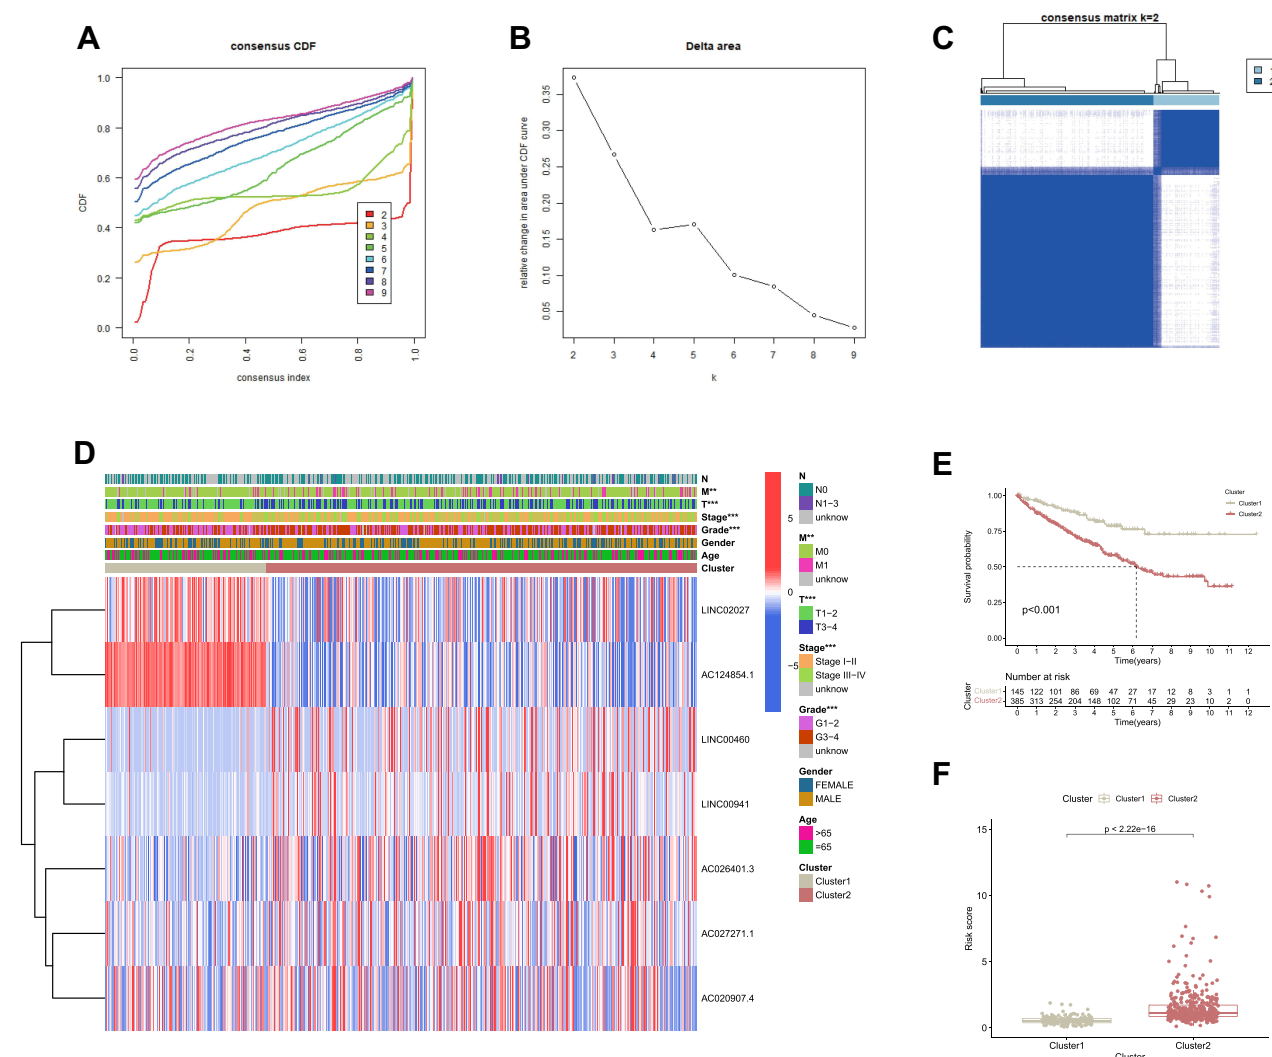 A
consensus CDF
CDF
1.0
0.8
0.6
0.4
0.2
0.0
0.0
0.2
0.4
0.6
0.8
1.0
consensus index
2
3
4
5
6
7
8
9
B
Delta area
relative change in area under CDF curve
0.35
0.30
0.25
0.20
0.15
0.10
0.05
2 3 4 5 6 7 8 9
k
C
consensus matrix k=2
2
D
N
M**
T***
Stage***
Grade***
Gender
Age
Cluster
LINC02027
AC124854.1
LINC00460
LINC00941
AC026401.3
AC027271.1
AC020907.4
5
0
−5
N
N0
N1−3
unknow
M**
M0
M1
unknow
T***
T1−2
T3−4
Stage***
Stage I−II
Stage III−IV
unknow
Grade***
G1−2
G3−4
unknow
Gender
FEMALE
MALE
Age
>65
=65
Cluster
Cluster1
Cluster2
E
Cluster
Cluster1
Cluster2
Survival probability
1.00
0.75
0.50
0.25
0.00
p<0.001
0 1 2 3 4 5 6 7 8 9 10 11 12
Time(years)
Number at risk
Cluster
Cluster1 145 122 101 86 69 47 27 17 12 8 3 1 1
Cluster2 385 313 254 204 148 102 71 45 29 23 10 2 0
0 1 2 3 4 5 6 7 8 9 10 11 12
Time(years)
F
Cluster Cluster1 Cluster2
p < 2.22e−16
Risk score
15
10
5
0
Cluster1 Cluster2
Cluster